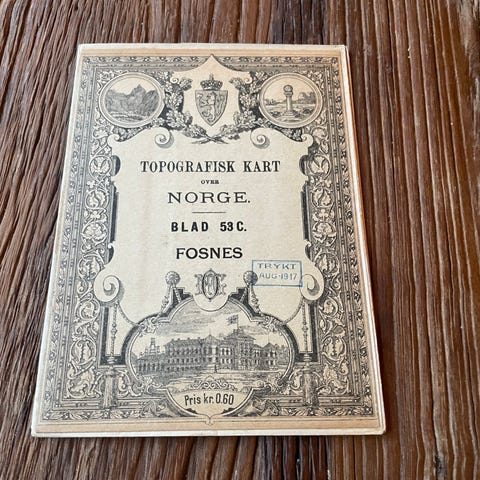 TOPOGRAFISK KART
OVER
NORGE.
BLAD 53 C.
FOSNES
TRYKT
AUG·1917
Pris kr. 0.60